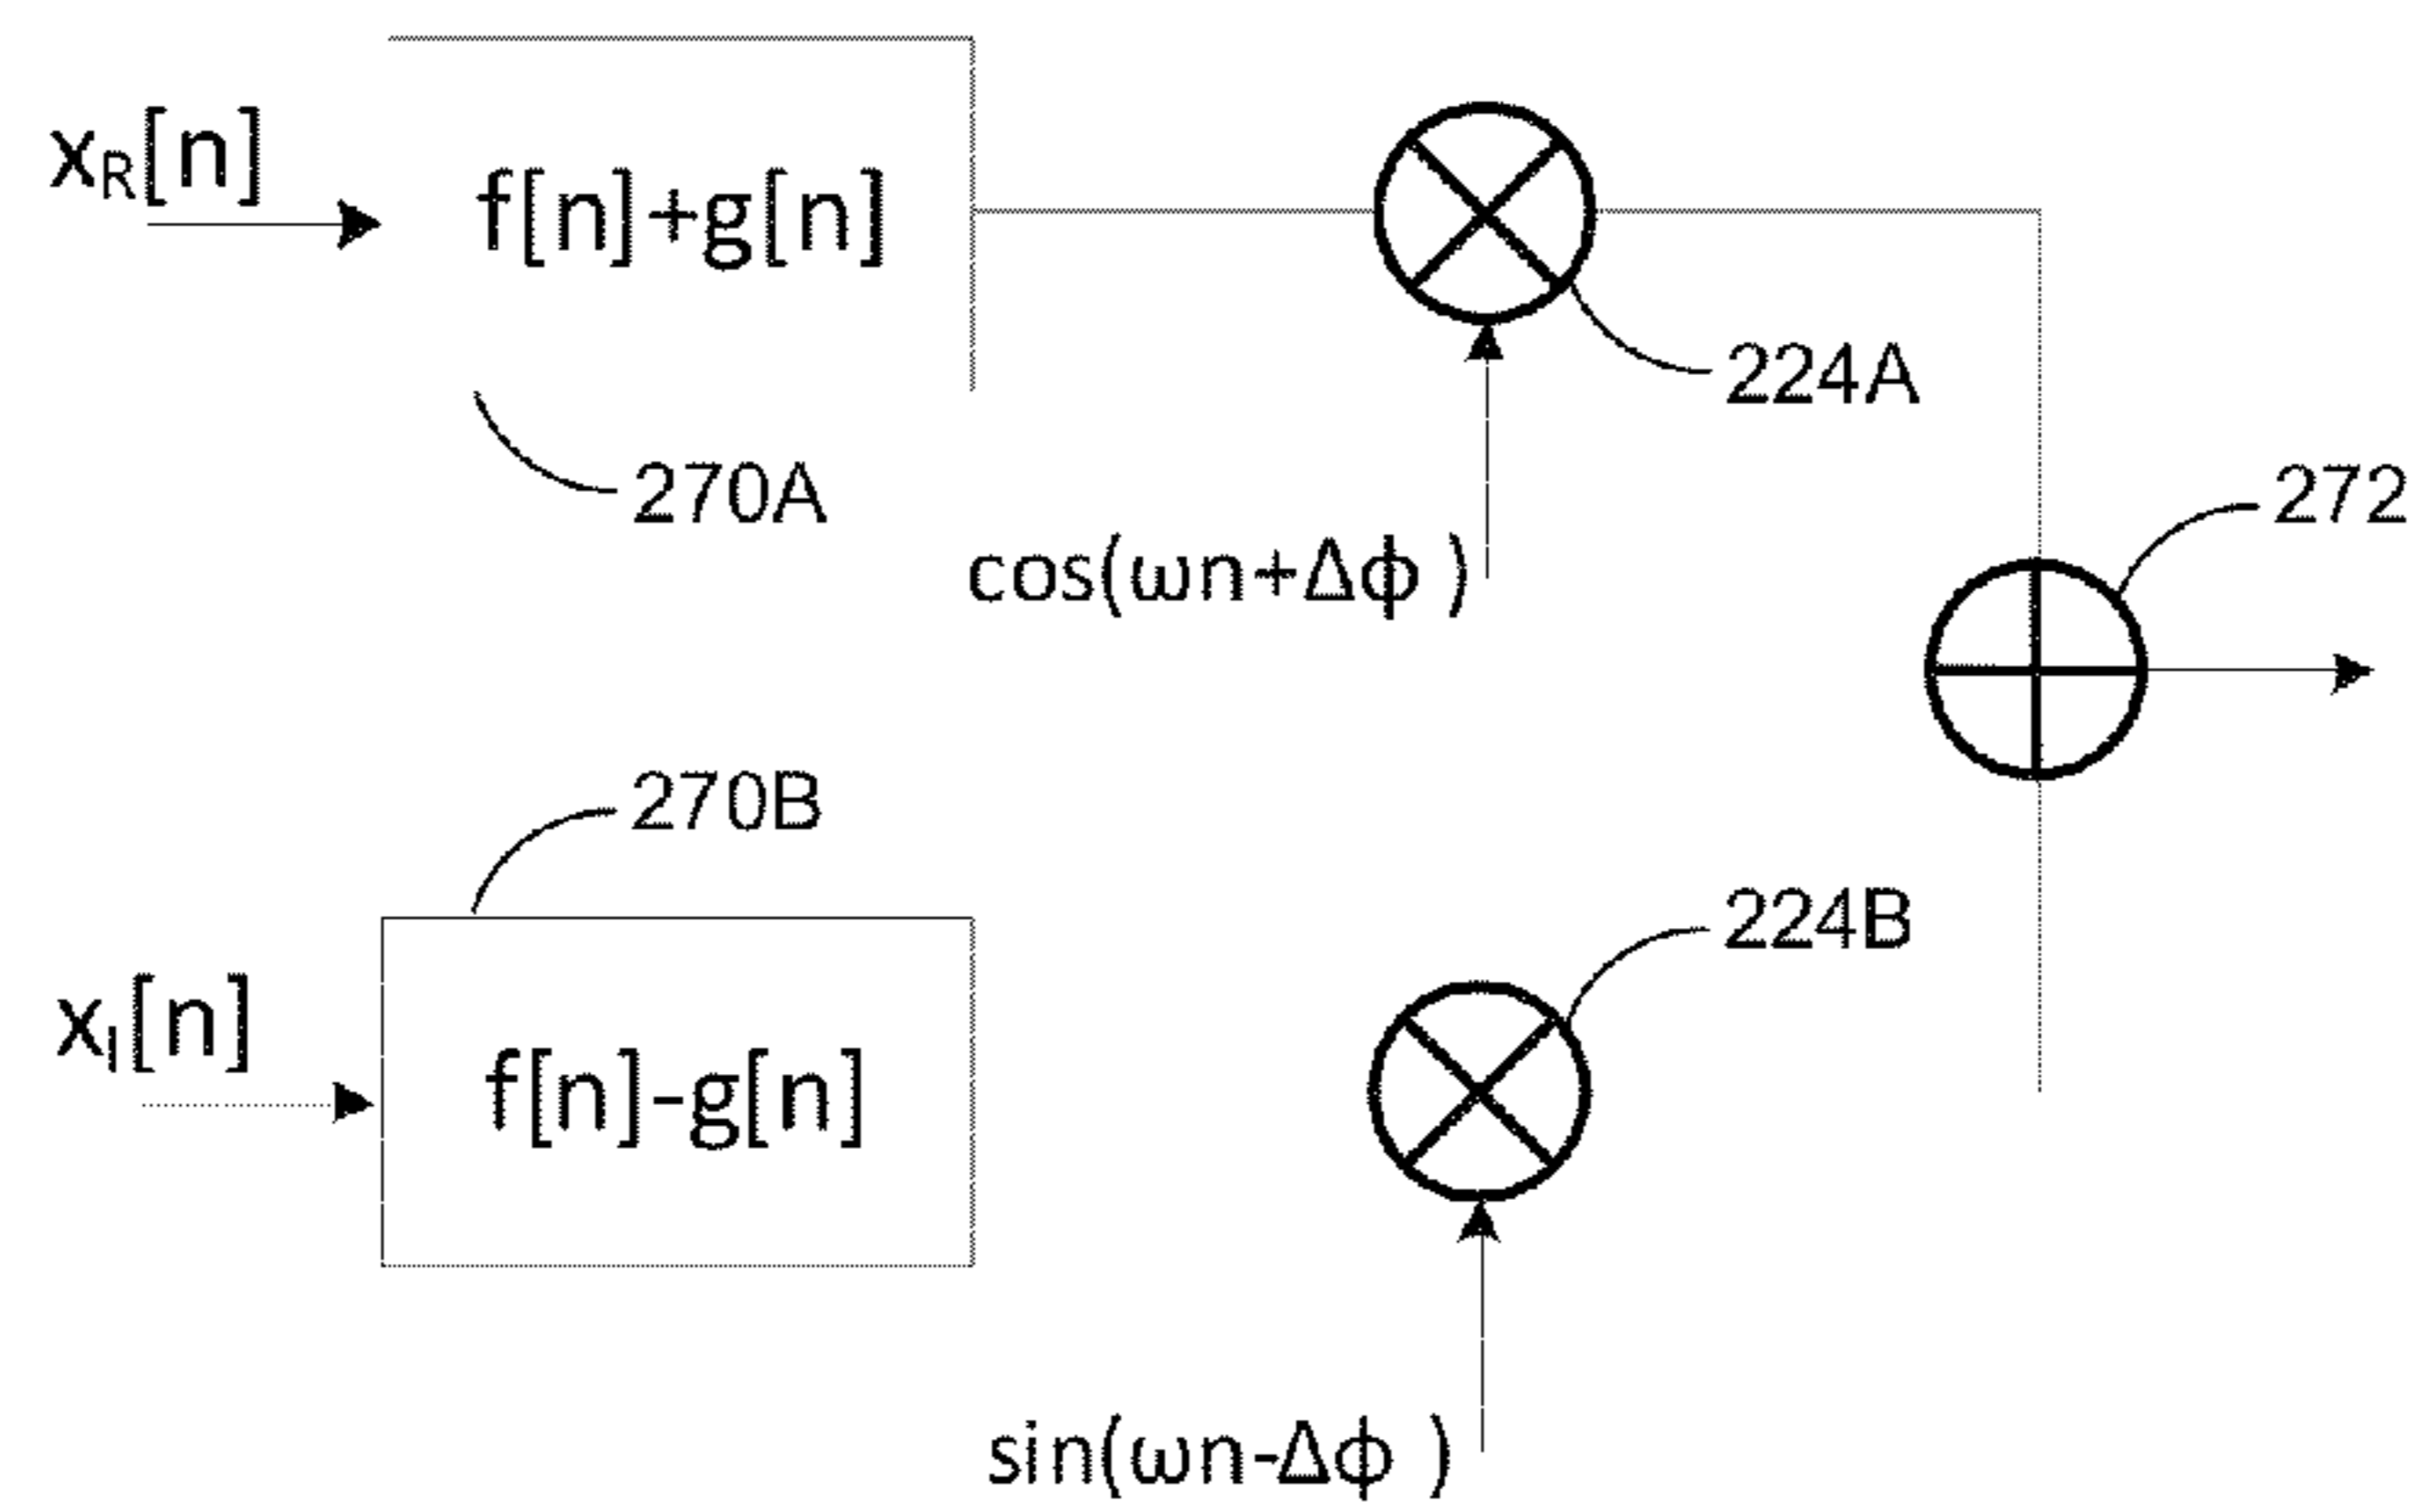 xR[n]
f[n]+g[n]
224A
270A
cos(ωn+Δϕ )
272
270B
224B
xI[n]
f[n]-g[n]
sin(ωn-Δϕ )